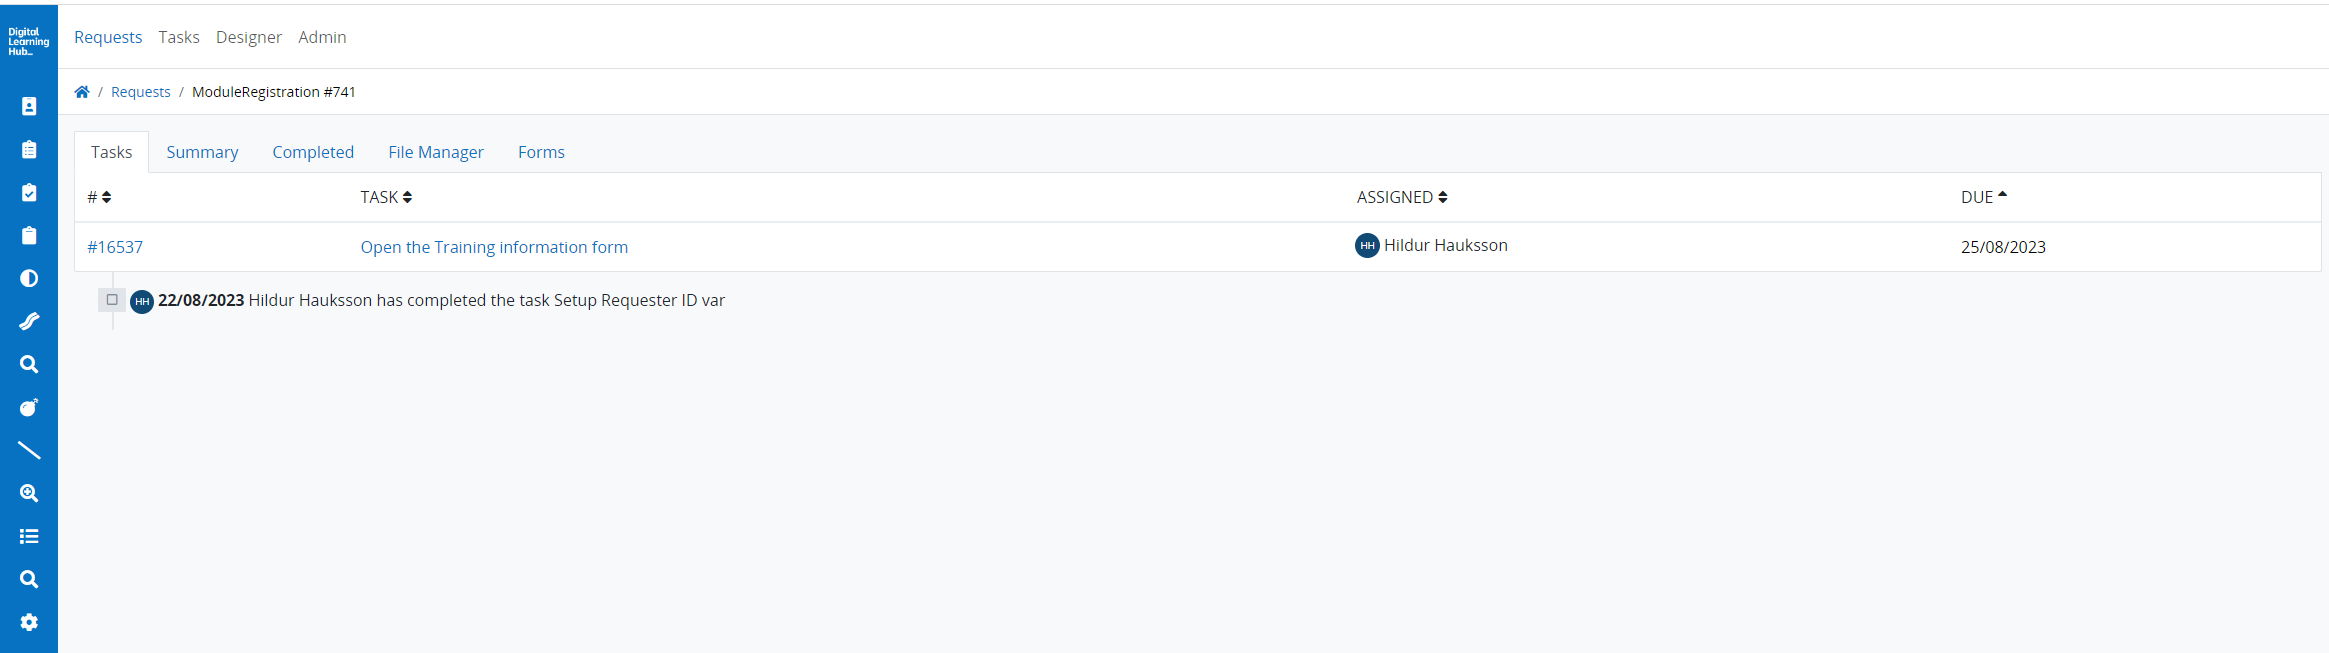 Digital
Learning
Hub_
Requests Tasks Designer Admin
/ Requests / ModuleRegistration #741
Tasks Summary Completed File Manager Forms
# TASK ASSIGNED DUE
#16537 Open the Training information form HH Hildur Hauksson 25/08/2023
HH 22/08/2023 Hildur Hauksson has completed the task Setup Requester ID var